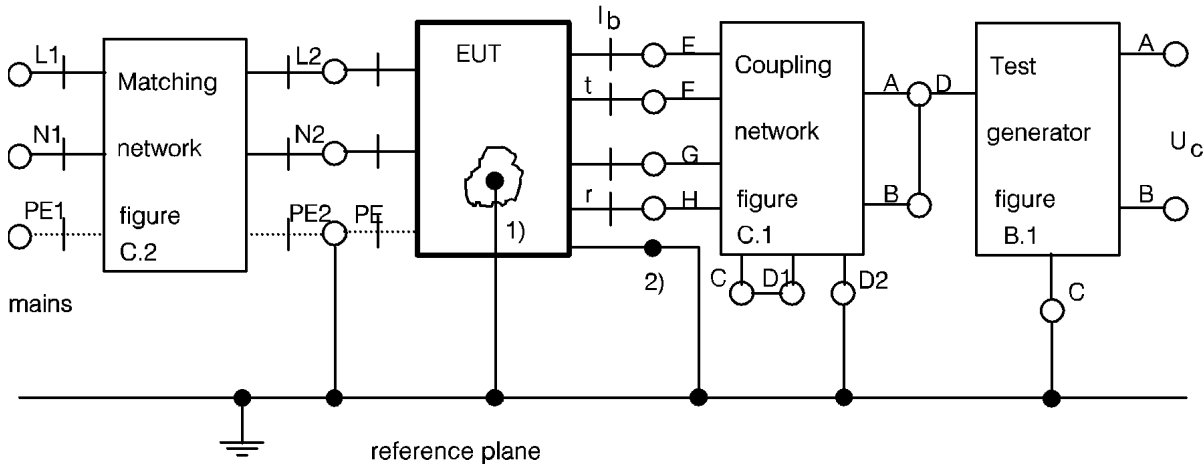 L1
N1
PE1
mains
Matching
network
figure
C.2
L2
N2
PE2 PE
EUT
1)
I b
t
r
2)
E
F
G
H
Coupling
network
figure
C.1
C D1 D2
A D
B
Test
generator
figure
B.1
C
A
U c
B
reference plane